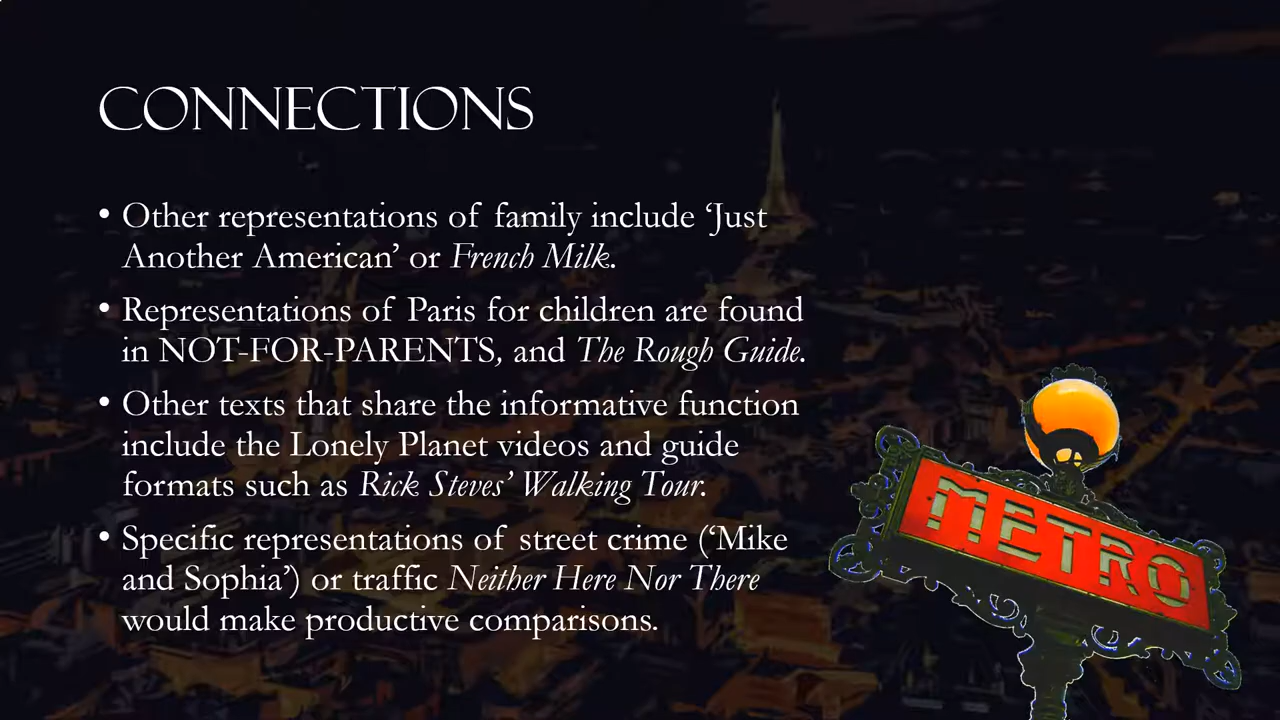 CONNECTIONS
• Other representations of family include ‘Just
Another American’ or French Milk.
• Representations of Paris for children are found
in NOT-FOR-PARENTS, and The Rough Guide.
• Other texts that share the informative function
include the Lonely Planet videos and guide
formats such as Rick Steves’ Walking Tour.
• Specific representations of street crime (‘Mike
and Sophia’) or traffic Neither Here Nor There
would make productive comparisons.
METRO